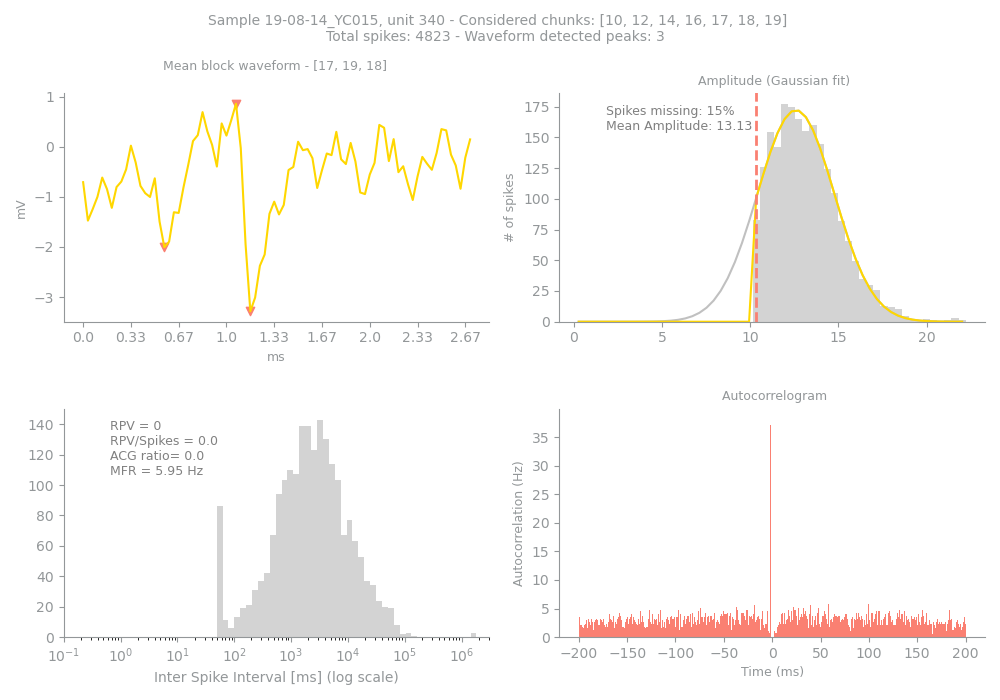 Sample 19-08-14_YC015, unit 340 - Considered chunks: [10, 12, 14, 16, 17, 18, 19]
Total spikes: 4823 - Waveform detected peaks: 3
Mean block waveform - [17, 19, 18]
1
0
−1
−2
−3
mV
0.0 0.33 0.67 1.0 1.33 1.67 2.0 2.33 2.67
ms
Amplitude (Gaussian fit)
Spikes missing: 15%
Mean Amplitude: 13.13
175
150
125
100
75
50
25
0
# of spikes
0 5 10 15 20
RPV = 0
RPV/Spikes = 0.0
ACG ratio= 0.0
MFR = 5.95 Hz
140
120
100
80
60
40
20
0
10⁻¹ 10⁰ 10¹ 10² 10³ 10⁴ 10⁵ 10⁶
Inter Spike Interval [ms] (log scale)
Autocorrelogram
35
30
25
20
15
10
5
0
Autocorrelation (Hz)
−200 −150 −100 −50 0 50 100 150 200
Time (ms)